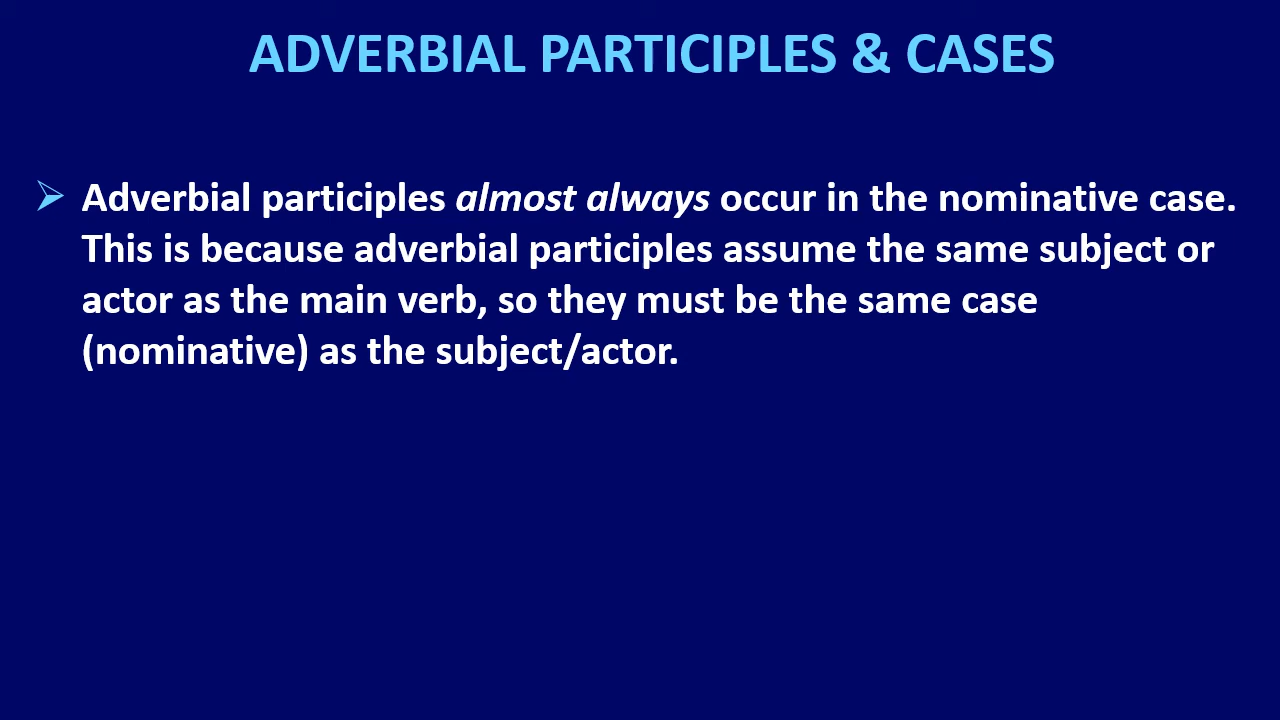 ADVERBIAL PARTICIPLES & CASES
Adverbial participles almost always occur in the nominative case.
This is because adverbial participles assume the same subject or
actor as the main verb, so they must be the same case
(nominative) as the subject/actor.